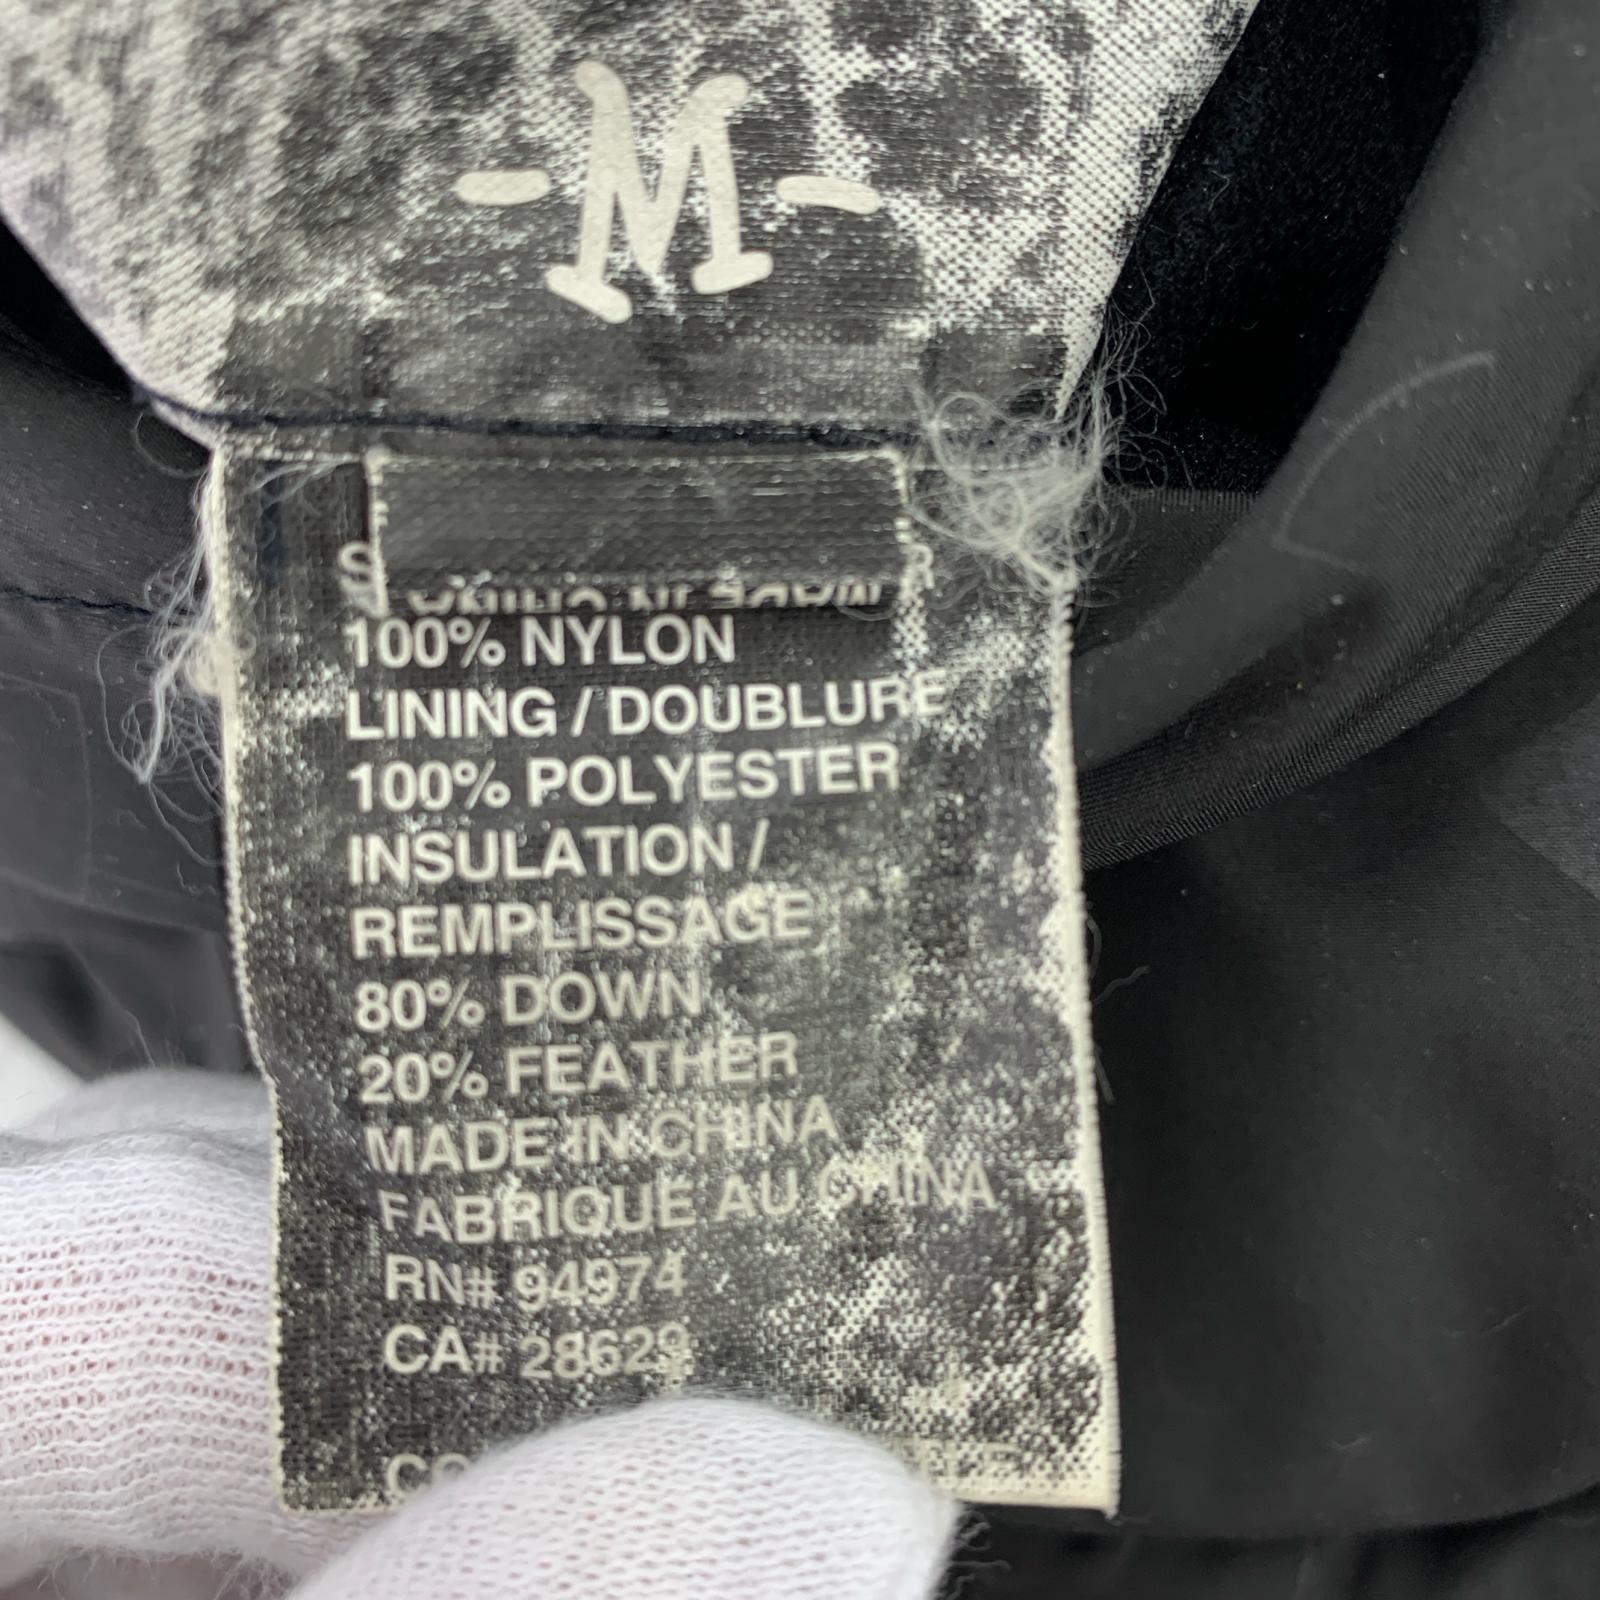 -M-
100% NYLON
LINING / DOUBLURE
100% POLYESTER
INSULATION /
REMPLISSAGE
80% DOWN
20% FEATHER
MADE IN CHINA
FABRIQUE AU CHINA
RN# 94974
CA# 28629